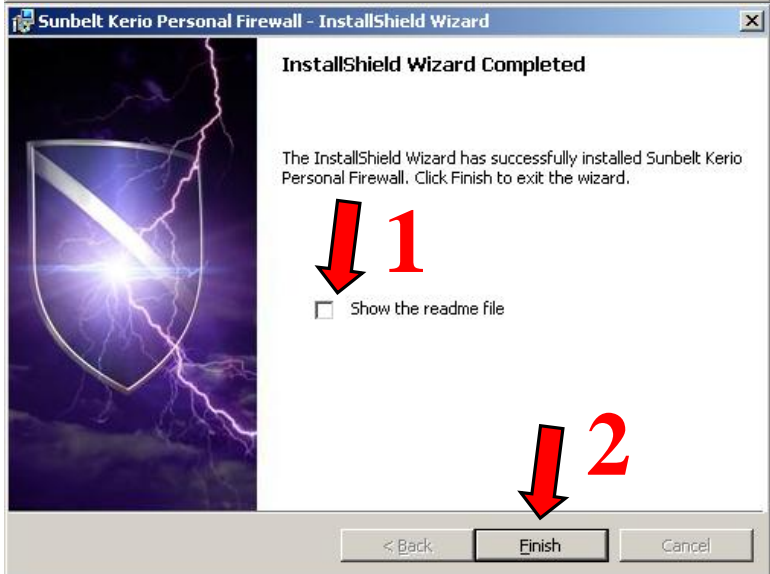 Sunbelt Kerio Personal Firewall - InstallShield Wizard
InstallShield Wizard Completed
The InstallShield Wizard has successfully installed Sunbelt Kerio
Personal Firewall. Click Finish to exit the wizard.
1
Show the readme file
2
< Back
Finish
Cancel